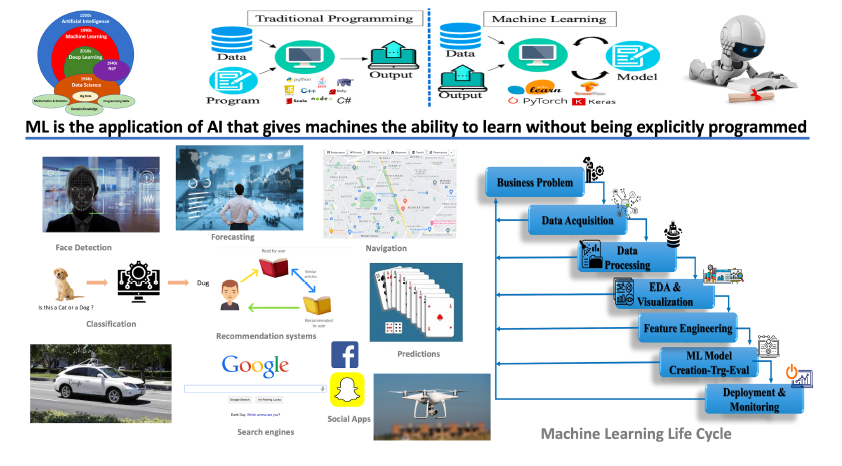 1950s
Artificial Intelligence
1990s
Machine Learning
2010s
Deep Learning
1940s
NLP
1960s
Data Science
Big Data
Mathematics & Statistics
Programming Skills
Domain Knowledge
Traditional Programming
Data
Program
Output
python
C++
Java
Ruby
php
Scala
node
C#
Machine Learning
Data
Output
Model
learn
TensorFlow
PyTorch
Keras
ML is the application of AI that gives machines the ability to learn without being explicitly programmed
Face Detection
Forecasting
Navigation
Is this a Cat or a Dog ?
Dog
Classification
Read by user
Similar
articles
Recommended
to user
Recommendation systems
Predictions
Google
Google Search
I'm Feeling Lucky
Search engines
Social Apps
Business Problem
Data Acquisition
Data
Processing
EDA &
Visualization
Feature Engineering
ML Model
Creation-Trg-Eval
Deployment &
Monitoring
Machine Learning Life Cycle